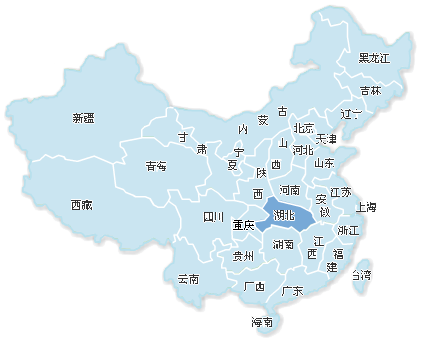 黑龙江
吉林
辽宁
新疆
内
蒙
古
甘
肃
北京
天津
宁
夏
山
西
河北
山东
青海
陕
西
河南
江苏
安
徽
上海
西藏
四川
重庆
湖北
浙江
湖南
江
西
福
建
贵州
云南
台湾
广西
广东
海南